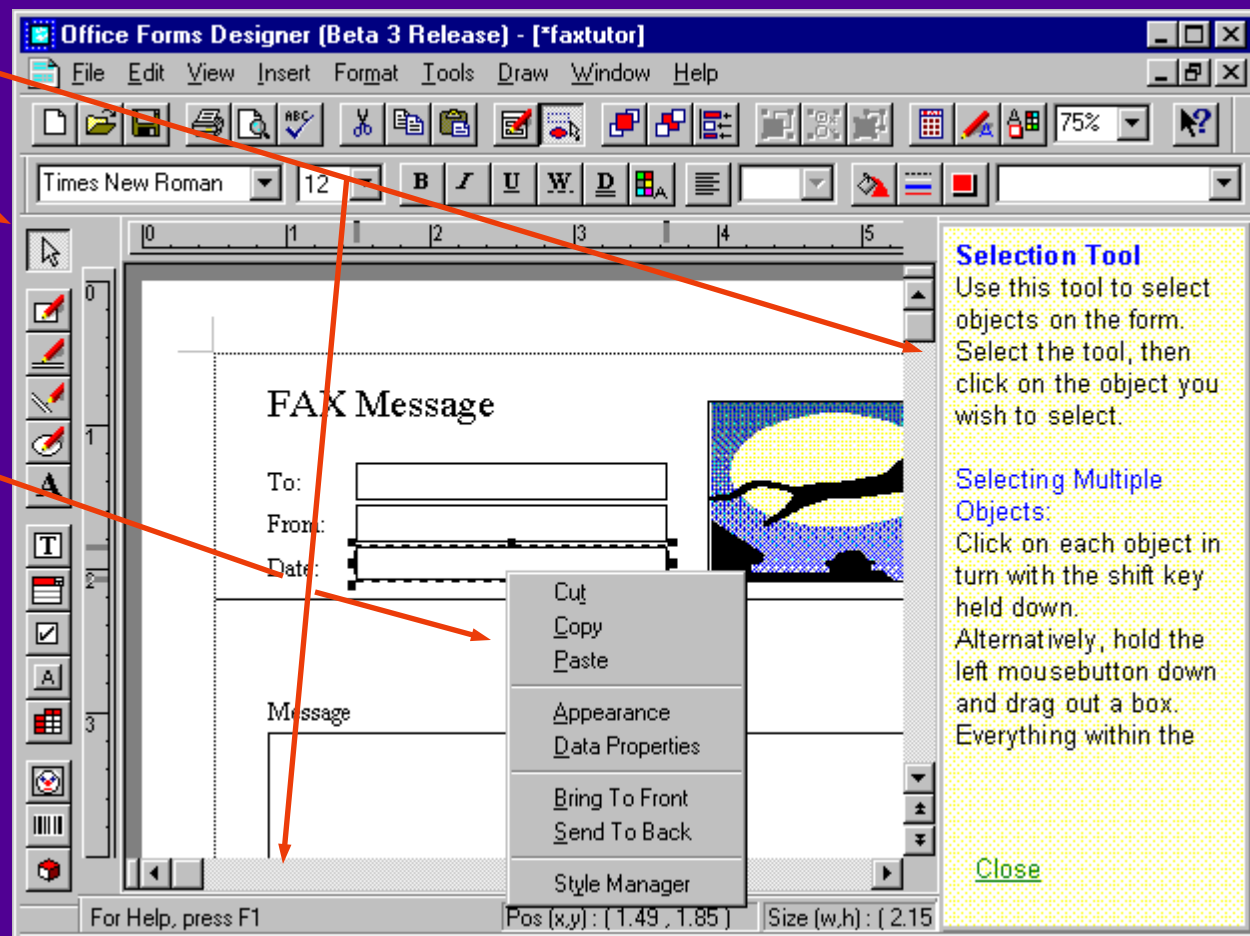 Office Forms Designer (Beta 3 Release) - [*faxtutor]
File Edit View Insert Format Tools Draw Window Help
ABC 75%
Times New Roman 12 B I U W D A
0 1 2 3 4 5
0
1
2
3
A
T
A
FAX Message
To:
From:
Date:
Message
Cut
Copy
Paste
Appearance
Data Properties
Bring To Front
Send To Back
Style Manager
Selection Tool
Use this tool to select
objects on the form.
Select the tool, then
click on the object you
wish to select.
Selecting Multiple
Objects:
Click on each object in
turn with the shift key
held down.
Alternatively, hold the
left mousebutton down
and drag out a box.
Everything within the
Close
For Help, press F1 Pos (x,y) : ( 1.49 , 1.85 ) Size (w,h) : ( 2.15